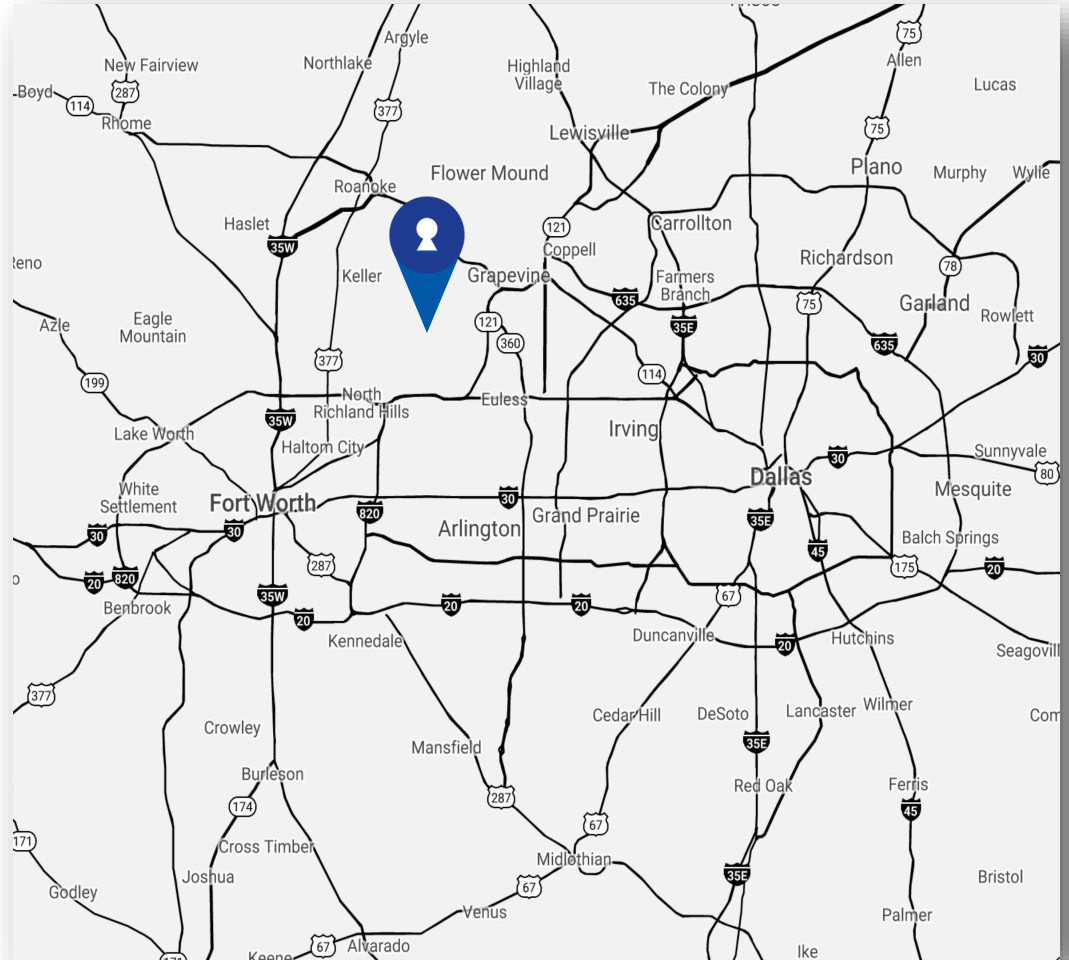 Argyle
75
New Fairview
Northlake
Highland
Village
Allen
Boyd
287
114
377
The Colony
Lucas
Rhome
Lewisville
75
Roanoke
Flower Mound
Plano
Murphy
Wylie
Haslet
35W
121
Carrollton
Coppell
Keller
Grapevine
Farmers
Branch
Richardson
78
635
75
Garland
Rowlett
Azle
Eagle
Mountain
121
360
35E
635
30
377
199
114
North
Richland Hills
Euless
35W
Lake Worth
Haltom City
Irving
30
Sunnyvale
80
Dallas
White
Settlement
Fort Worth
30
Mesquite
820
Arlington
Grand Prairie
35E
30
30
45
Balch Springs
287
175
20
20
820
35W
67
Benbrook
20
20
20
Kennedale
Duncanville
20
Hutchins
377
Crowley
Cedar Hill
DeSoto
Lancaster
Wilmer
Mansfield
35E
Burleson
Red Oak
Ferris
287
174
45
67
171
Cross Timber
Midlothian
Joshua
35E
Godley
67
Bristol
Venus
Palmer
67
Alvarado
Ike